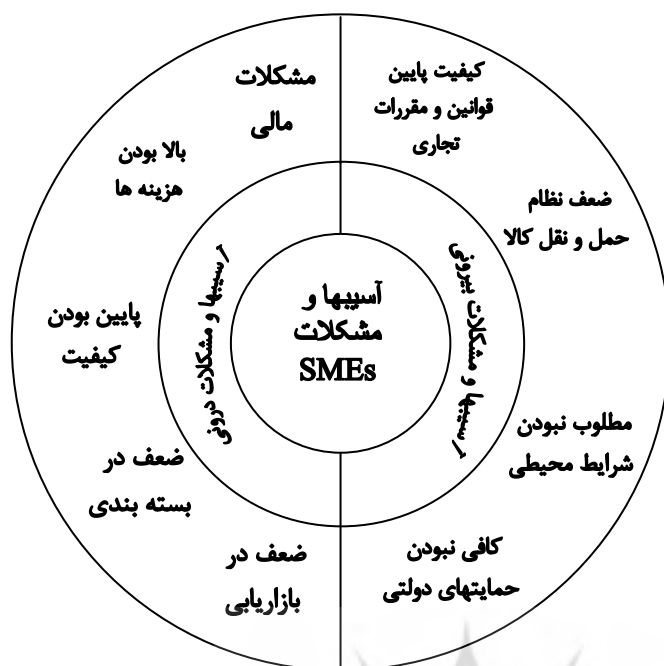 آسیبها و
مشکلات
SMEs
آسیبها و مشکلات بیرونی
کیفیت پایین
قوانین و مقررات
تجاری
ضعف نظام
حمل و نقل کالا
مطلوب نبودن
شرایط محیطی
کافی نبودن
حمایتهای دولتی
آسیبها و مشکلات درونی
مشکلات
مالی
بالا بودن
هزینه ها
پایین بودن
کیفیت
ضعف در
بسته بندی
ضعف در
بازاریابی